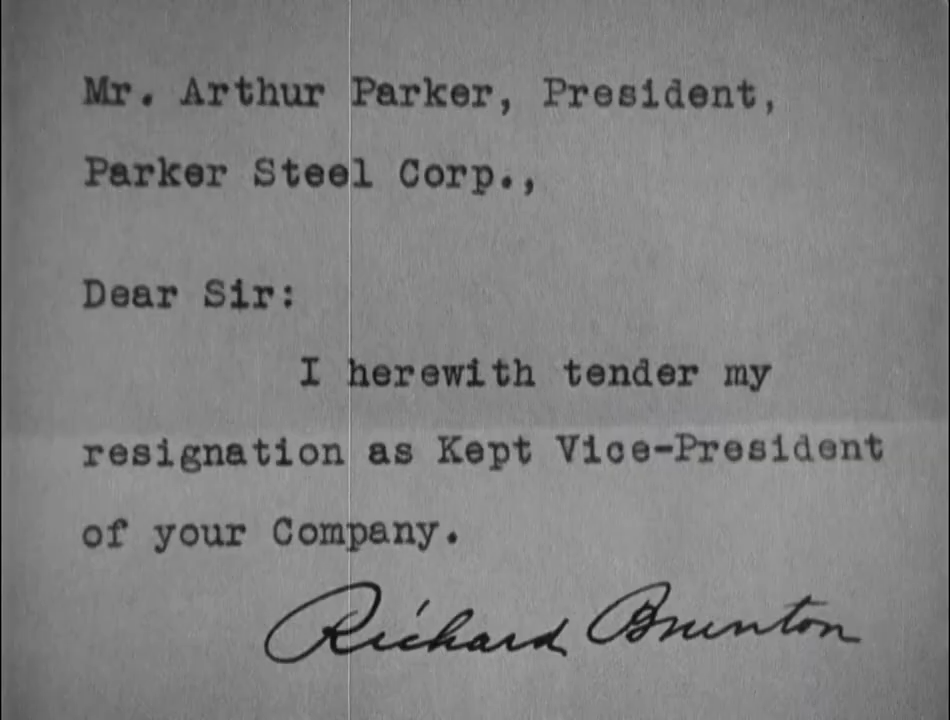 Mr. Arthur Parker, President,
Parker Steel Corp.,
Dear Sir:
I herewith tender my
resignation as Kept Vice-President
of your Company.
Richard Brunton